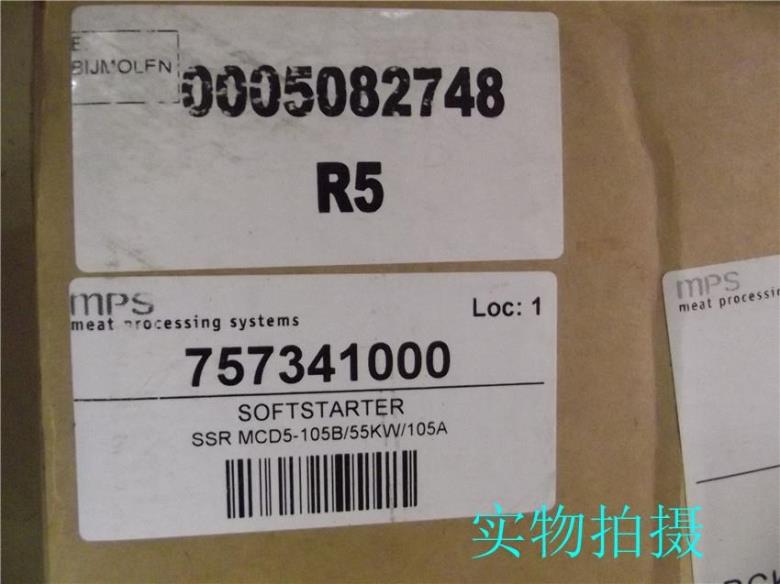 BIJMOLEN
0005082748
R5
mps
meat processing systems
Loc: 1
757341000
SOFTSTARTER
SSR MCD5-105B/55KW/105A
实物拍摄
mps
meat